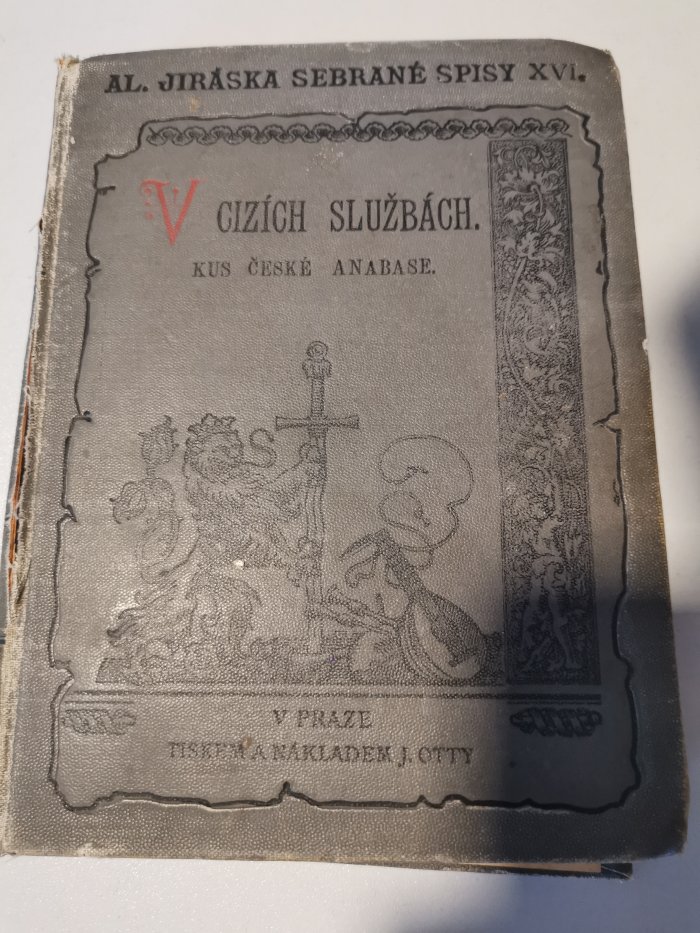 AL. JIRÁSKA SEBRANÉ SPISY XVI.
V CIZÍCH SLUŽBÁCH.
KUS ČESKÉ ANABASE.
V PRAZE
TISKEM A NÁKLADEM J. OTTY